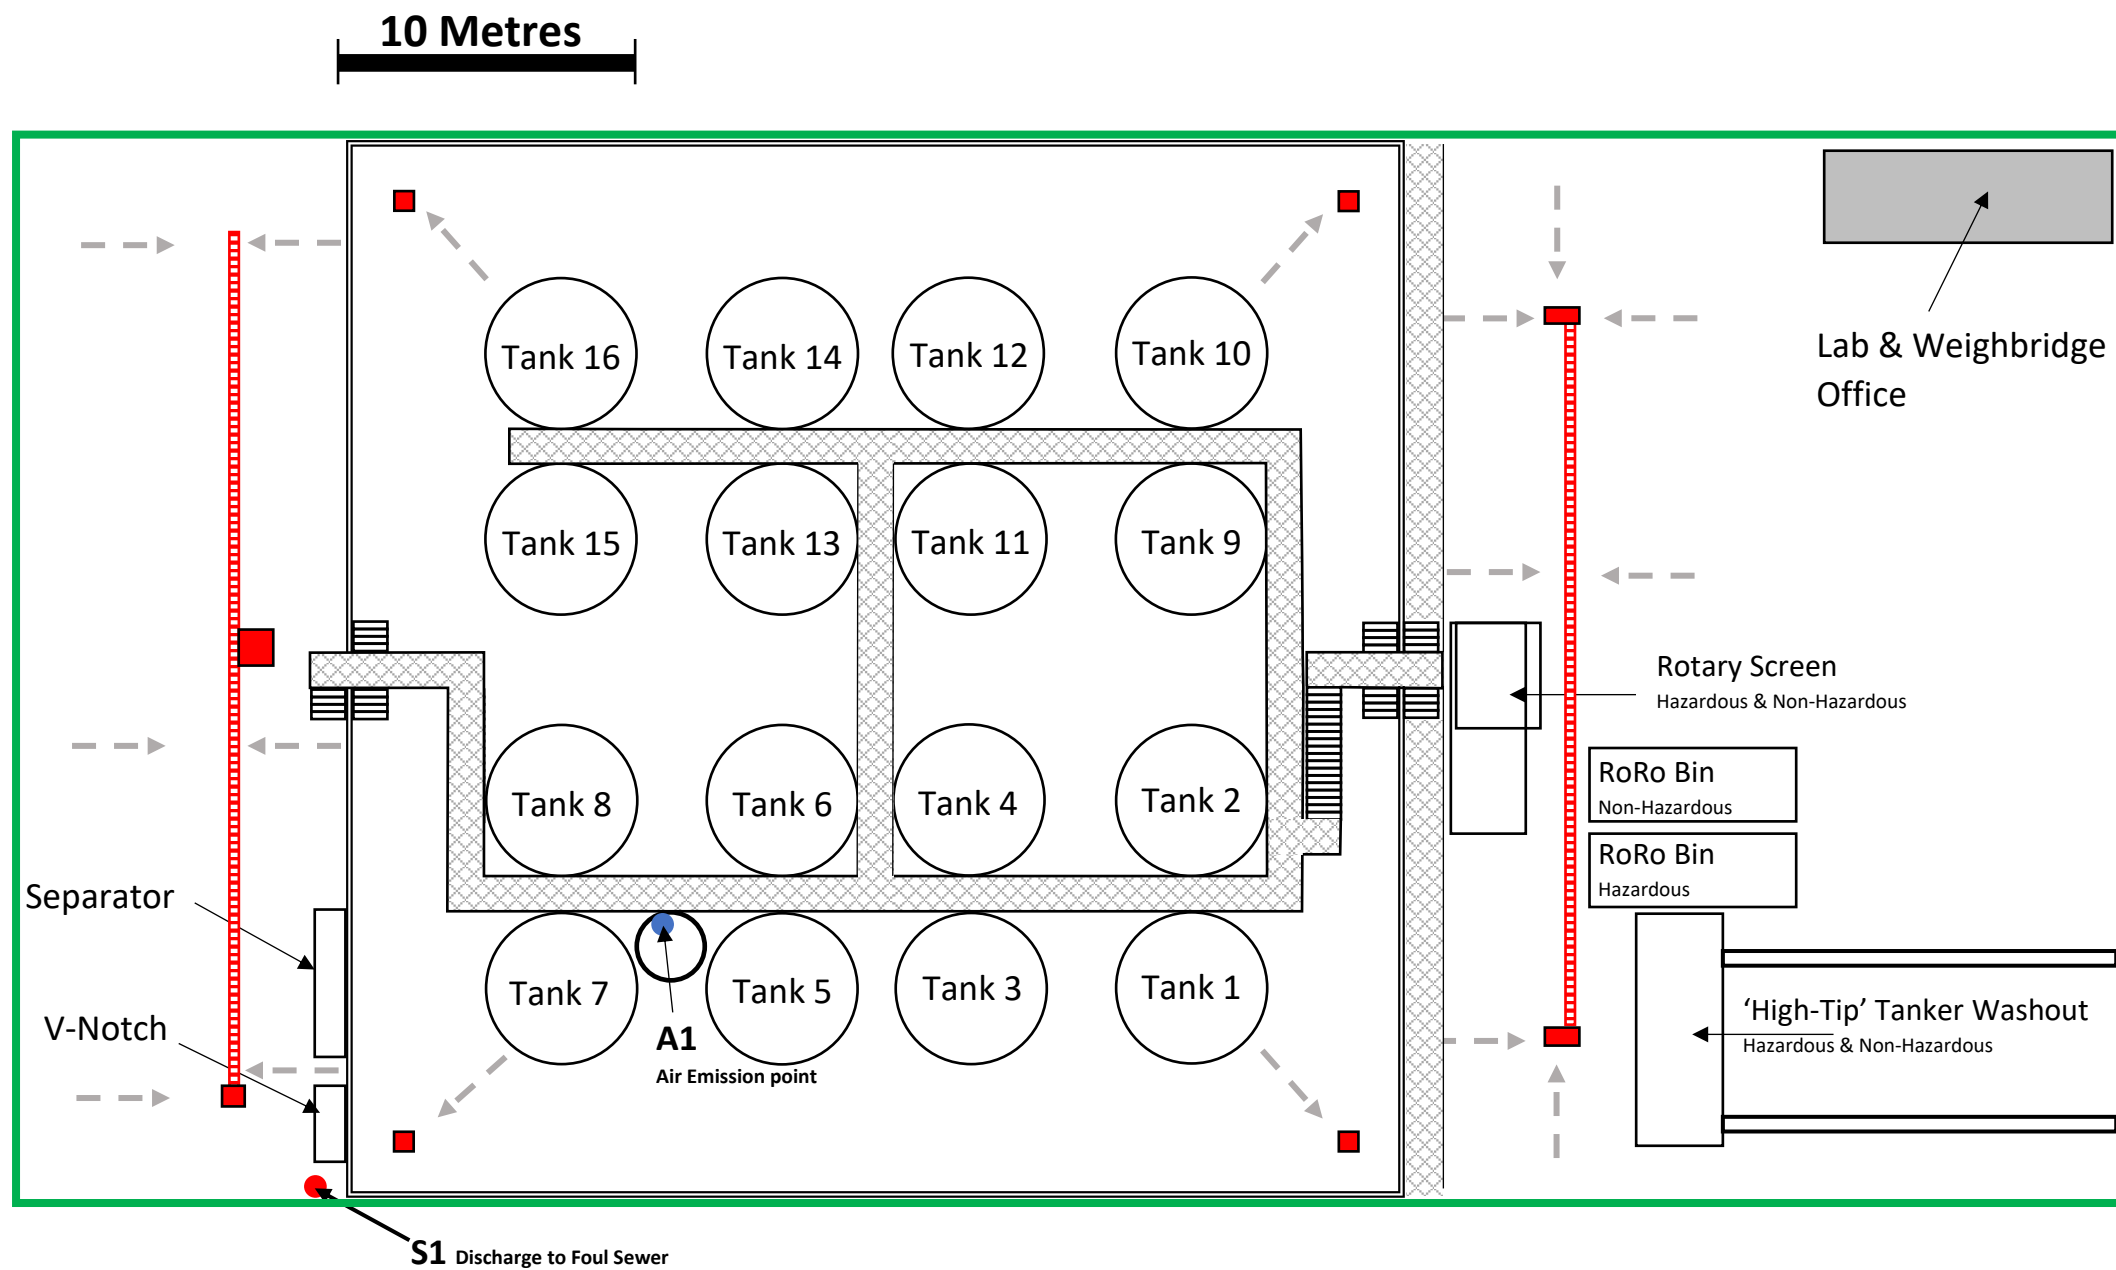 10 Metres
Lab & Weighbridge
Office
Tank 16
Tank 14
Tank 12
Tank 10
Tank 15
Tank 13
Tank 11
Tank 9
Rotary Screen
Hazardous & Non-Hazardous
RoRo Bin
Non-Hazardous
RoRo Bin
Hazardous
Tank 8
Tank 6
Tank 4
Tank 2
Separator
V-Notch
Tank 7
Tank 5
Tank 3
Tank 1
A1
Air Emission point
‘High-Tip’ Tanker Washout
Hazardous & Non-Hazardous
S1 Discharge to Foul Sewer